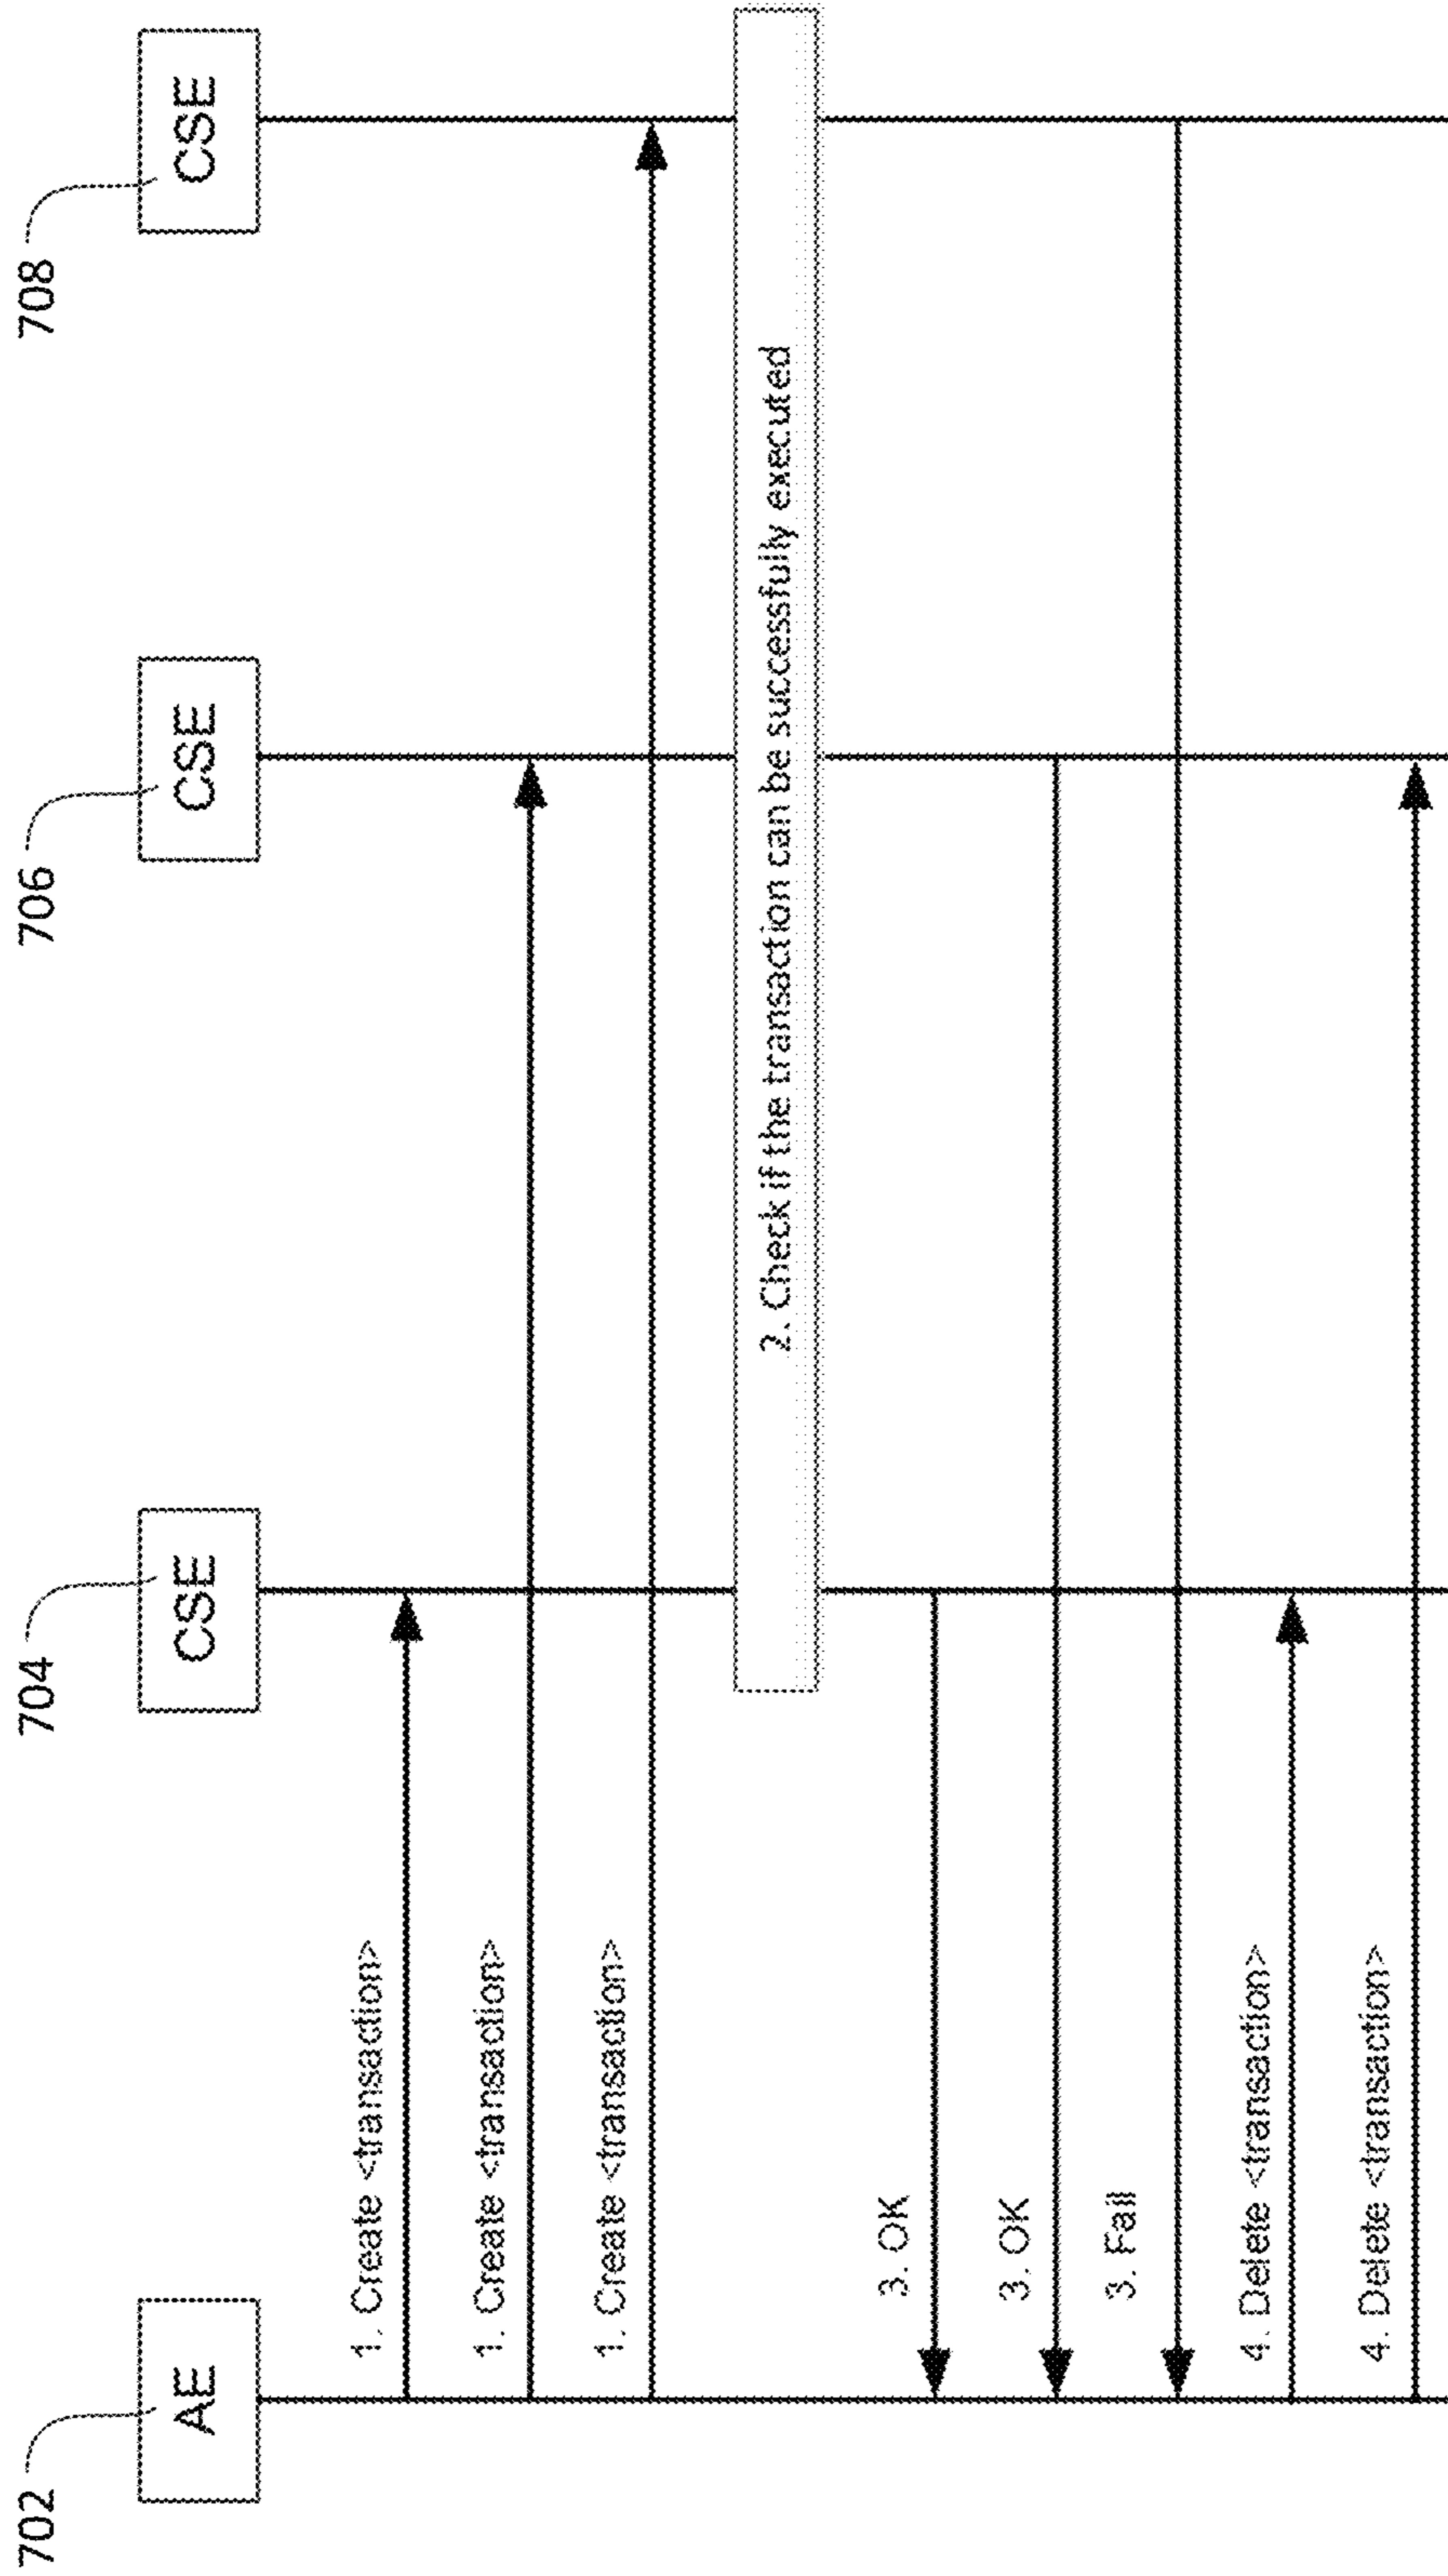 702
704
706
708
AE
CSE
CSE
CSE
1. Create <transaction>
1. Create <transaction>
1. Create <transaction>
2. Check if the transaction can be successfully executed
3. OK
3. OK
3. Fail
4. Delete <transaction>
4. Delete <transaction>